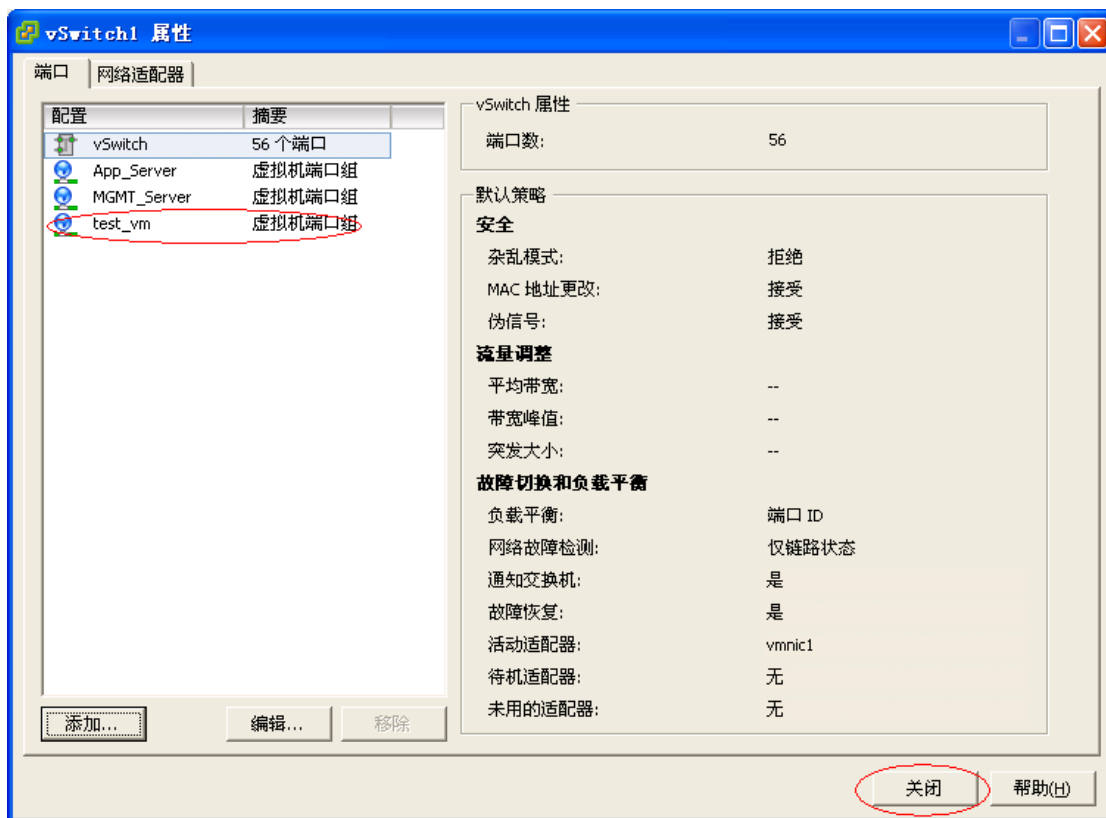 vSwitch1 属性
端口 网络适配器
配置 摘要
vSwitch 56 个端口
App_Server 虚拟机端口组
MGMT_Server 虚拟机端口组
test_vm 虚拟机端口组
添加... 编辑... 移除
vSwitch 属性
端口数: 56
默认策略
安全
杂乱模式: 拒绝
MAC 地址更改: 接受
伪信号: 接受
流量调整
平均带宽: --
带宽峰值: --
突发大小: --
故障切换和负载平衡
负载平衡: 端口 ID
网络故障检测: 仅链路状态
通知交换机: 是
故障恢复: 是
活动适配器: vmnic1
待机适配器: 无
未用的适配器: 无
关闭 帮助(H)